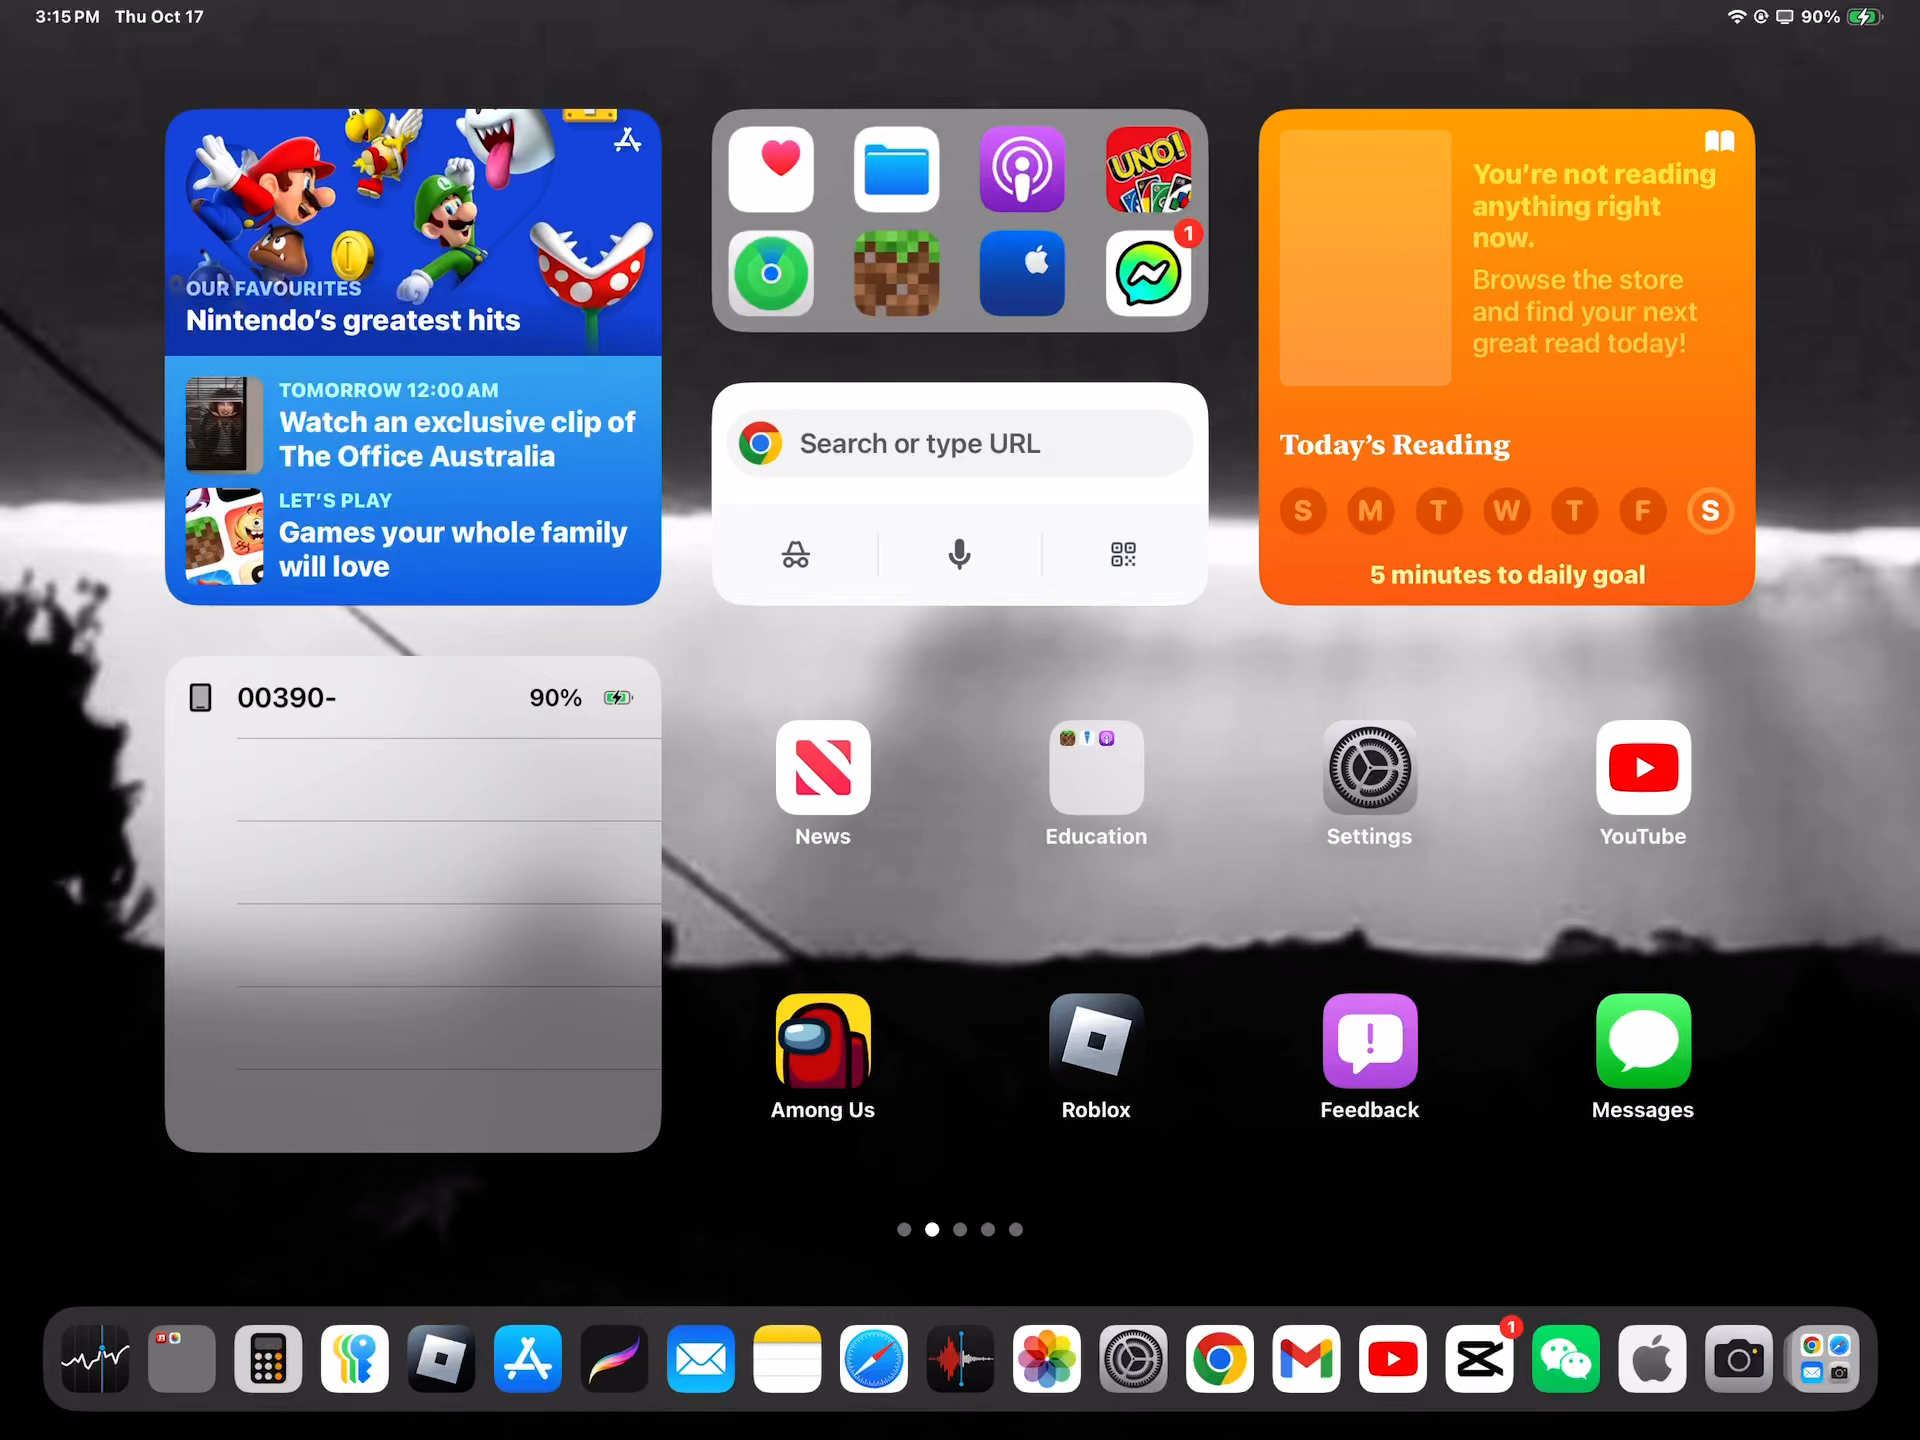 3:15 PM Thu Oct 17
90%
OUR FAVOURITES
Nintendo's greatest hits
TOMORROW 12:00 AM
Watch an exclusive clip of
The Office Australia
LET'S PLAY
Games your whole family
will love
UNO!
1
Search or type URL
You're not reading
anything right
now.
Browse the store
and find your next
great read today!
Today's Reading
S M T W T F S
5 minutes to daily goal
00390-
90%
News
Education
Settings
YouTube
Among Us
Roblox
Feedback
Messages
1